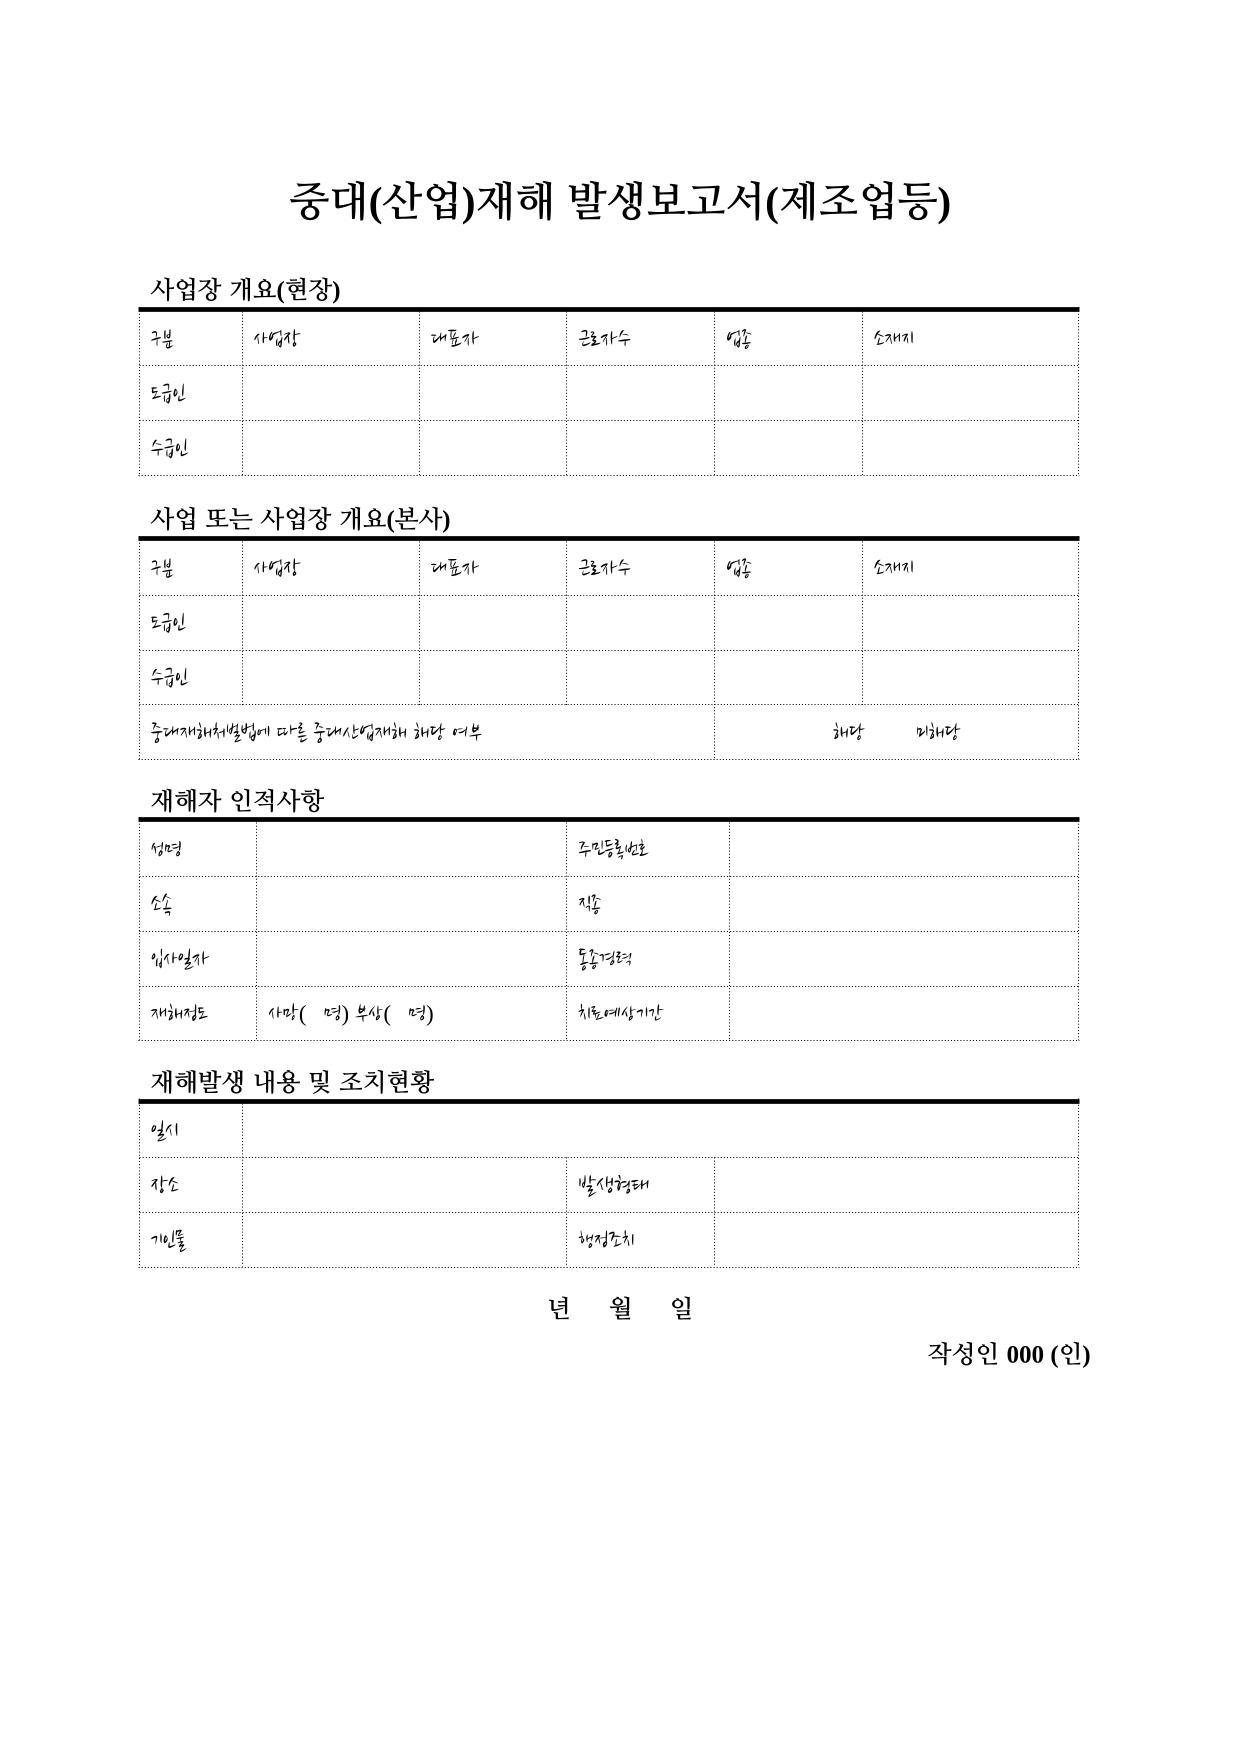 중대(산업)재해 발생보고서(제조업등)
사업장 개요(현장)
구분 사업장 대표자 근로자수 업종 소재지
도급인
수급인
사업 또는 사업장 개요(본사)
구분 사업장 대표자 근로자수 업종 소재지
도급인
수급인
중대재해처벌법에 따른 중대산업재해 해당 여부 해당 미해당
재해자 인적사항
성명 주민등록번호
소속 직종
입사일자 동종경력
재해정도 사망( 명) 부상( 명) 치료예상기간
재해발생 내용 및 조치현황
일시
장소 발생형태
기인물 행정조치
년 월 일
작성인 000 (인)